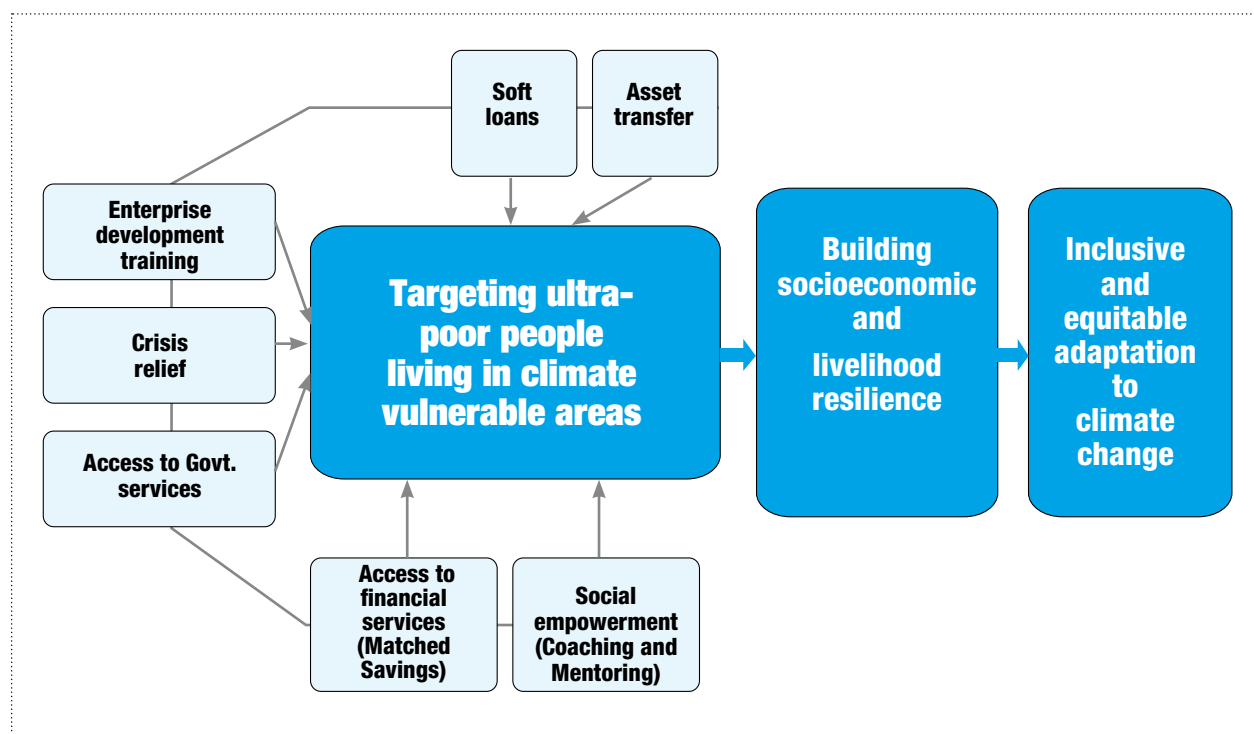 Soft
loans
Asset
transfer
Enterprise
development
training
Crisis
relief
Access to Govt.
services
Targeting ultra-
poor people
living in climate
vulnerable areas
Building
socioeconomic
and
livelihood
resilience
Inclusive
and
equitable
adaptation
to
climate
change
Access to
financial
services
(Matched
Savings)
Social
empowerment
(Coaching and
Mentoring)